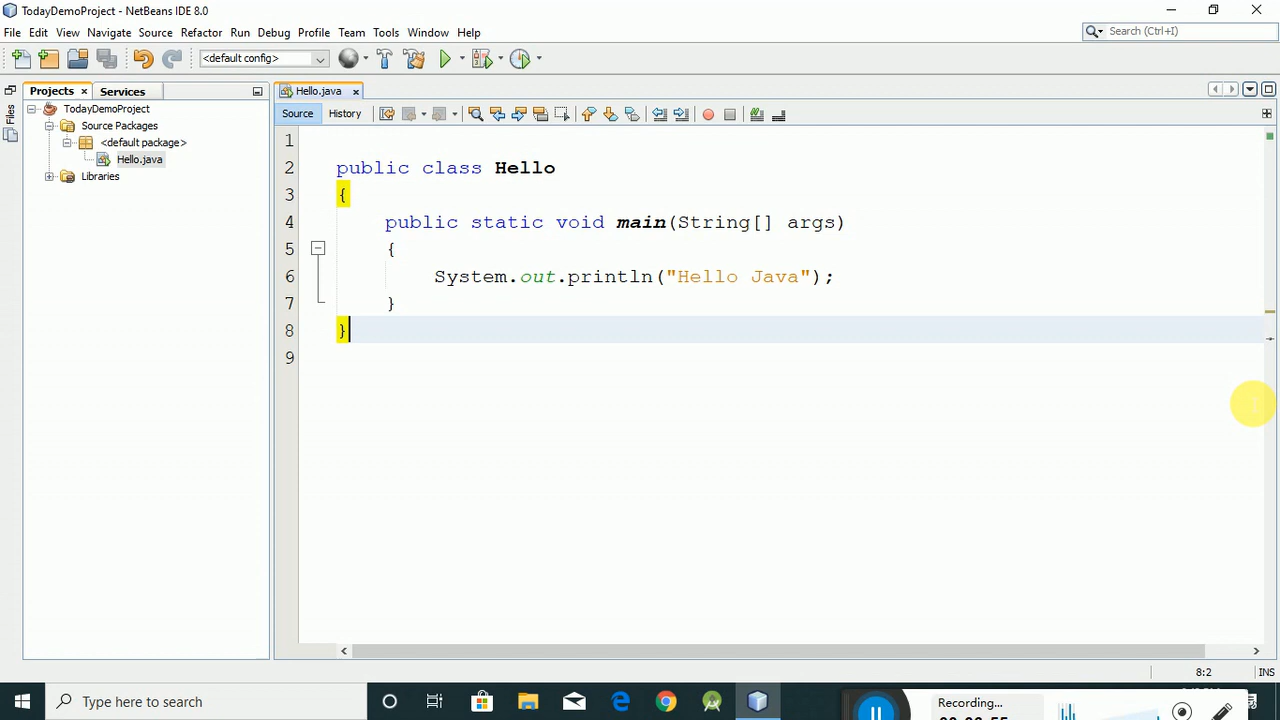 TodayDemoProject - NetBeans IDE 8.0
File Edit View Navigate Source Refactor Run Debug Profile Team Tools Window Help
Search (Ctrl+I)
<default config>
Projects Services
Hello.java
Files
Source History
TodayDemoProject
Source Packages
<default package>
Hello.java
Libraries
1
2 public class Hello
3 {
4 public static void main(String[] args)
5 {
6 System.out.println("Hello Java");
7 }
8 }
9
8:2 INS
Type here to search
Recording...